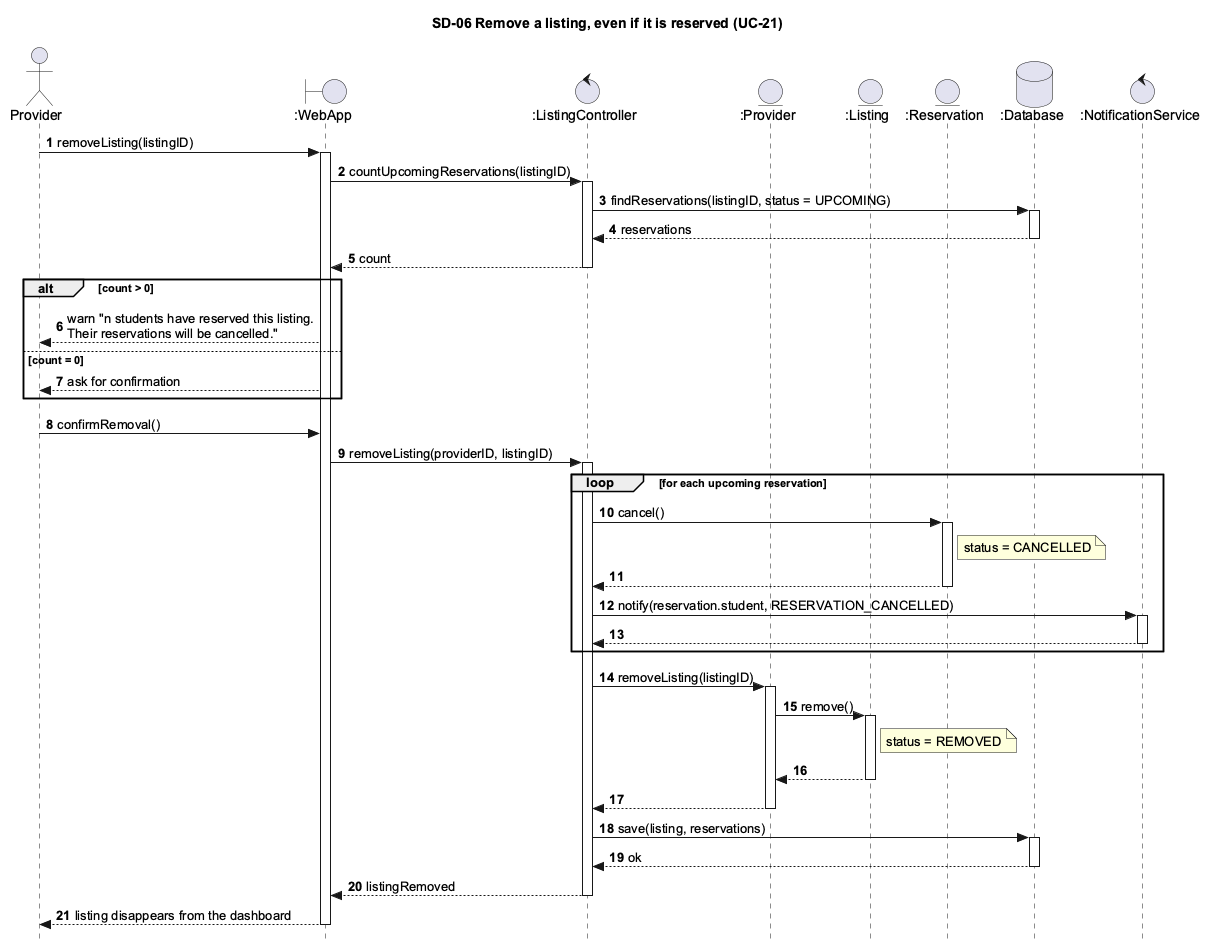 SD-06 Remove a listing, even if it is reserved (UC-21)
Provider
:WebApp
:ListingController
:Provider
:Listing
:Reservation
:Database
:NotificationService
1 removeListing(listingID)
2 countUpcomingReservations(listingID)
3 findReservations(listingID, status = UPCOMING)
4 reservations
5 count
alt [count > 0]
6 warn "n students have reserved this listing.
Their reservations will be cancelled."
[count = 0]
7 ask for confirmation
8 confirmRemoval()
9 removeListing(providerID, listingID)
loop [for each upcoming reservation]
10 cancel()
status = CANCELLED
11
12 notify(reservation.student, RESERVATION_CANCELLED)
13
14 removeListing(listingID)
15 remove()
status = REMOVED
16
17
18 save(listing, reservations)
19 ok
20 listingRemoved
21 listing disappears from the dashboard